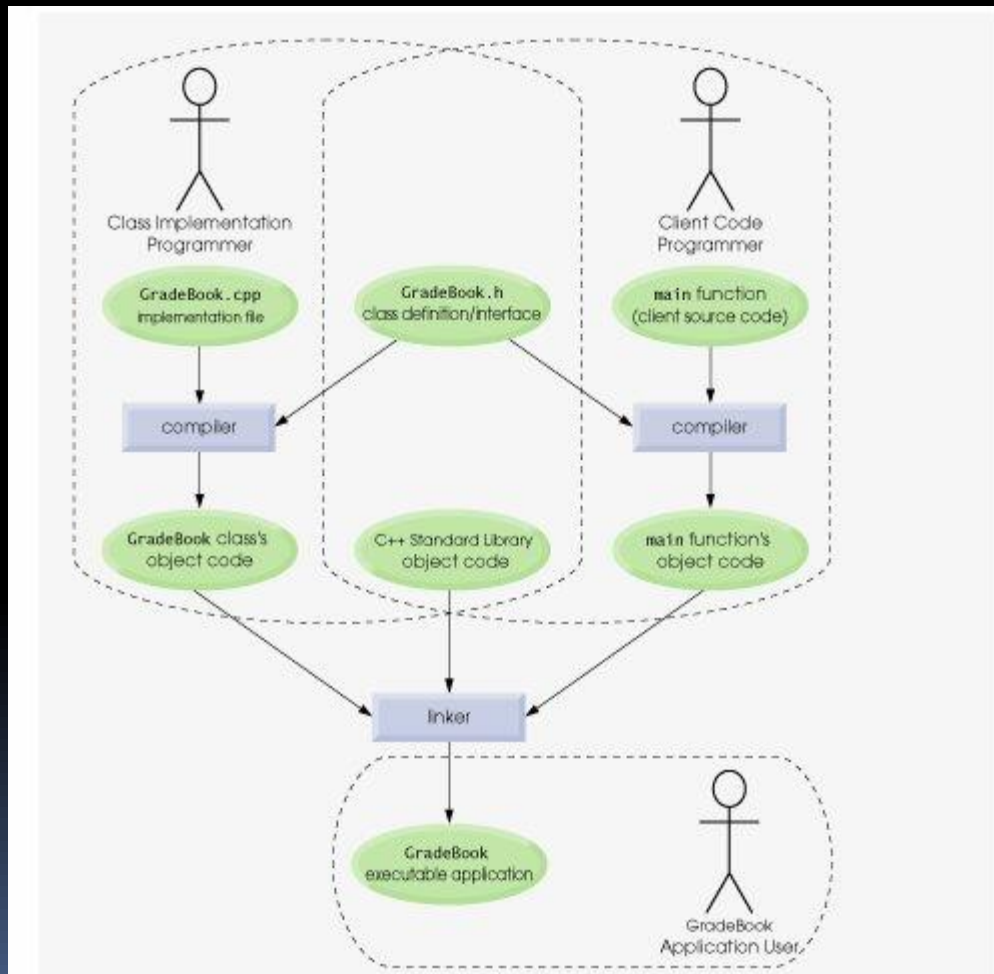 Class Implementation
Programmer
Client Code
Programmer
GradeBook.cpp
implementation file
GradeBook.h
class definition/interface
main function
(client source code)
compiler
compiler
GradeBook class's
object code
C++ Standard Library
object code
main function's
object code
linker
GradeBook
executable application
GradeBook
Application User